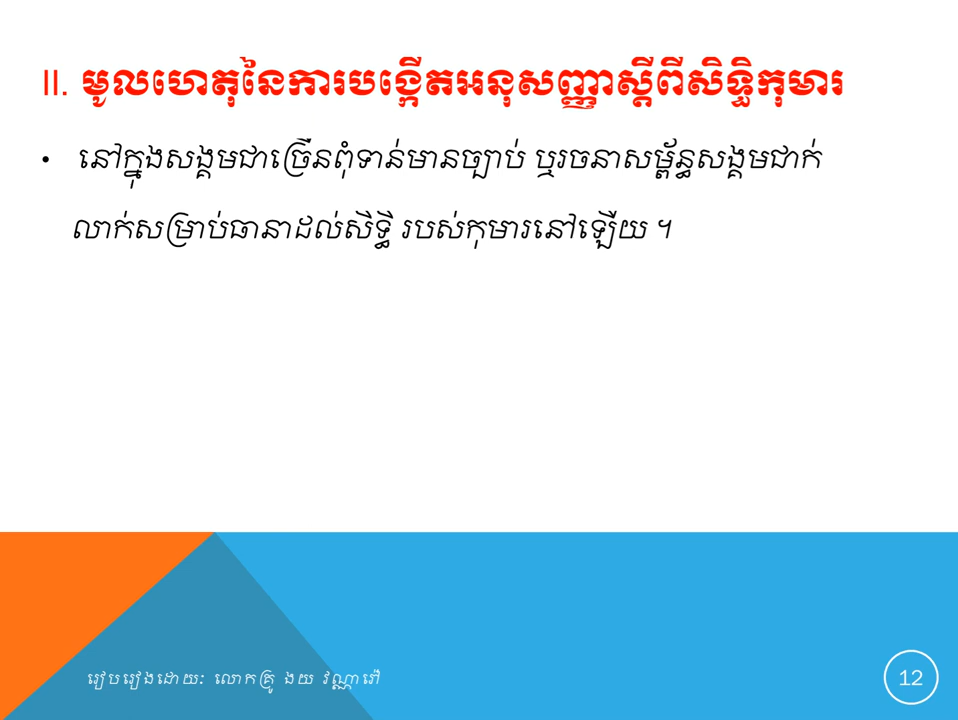 II. មូលហេតុនៃការបង្កើតអនុសញ្ញាស្តីពីសិទ្ធិកុមារ
• នៅក្នុងសង្គមជាច្រើនពុំទាន់មានច្បាប់ ឬរចនាសម្ព័ន្ធសង្គមជាក់
លាក់សម្រាប់ធានាដល់សិទ្ធិ របស់កុមារនៅឡើយ ។
រៀបរៀងដោយ: លោកគ្រូ ងយ វណ្ណារ៉ា
12